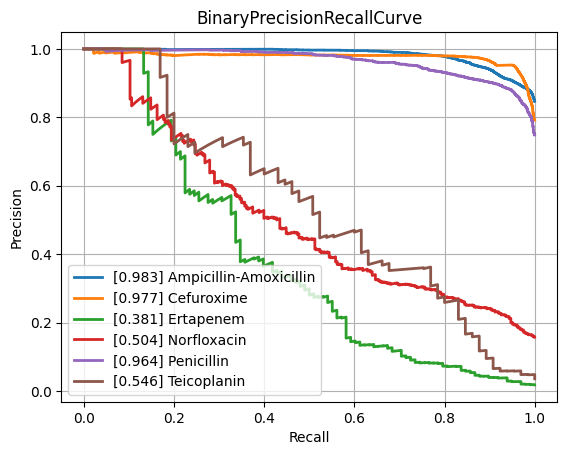 BinaryPrecisionRecallCurve
Precision
1.0
0.8
0.6
0.4
0.2
0.0
[0.983] Ampicillin-Amoxicillin
[0.977] Cefuroxime
[0.381] Ertapenem
[0.504] Norfloxacin
[0.964] Penicillin
[0.546] Teicoplanin
0.0 0.2 0.4 0.6 0.8 1.0
Recall